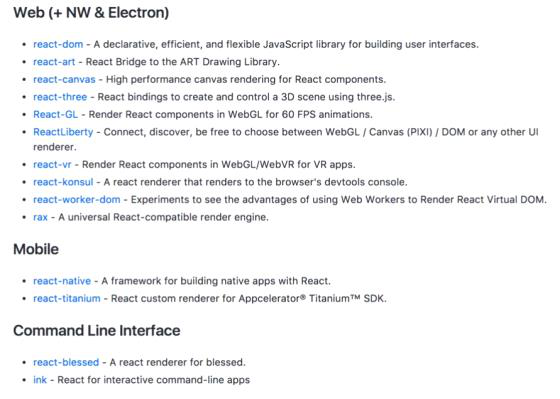 Web (+ NW & Electron)
• react-dom - A declarative, efficient, and flexible JavaScript library for building user interfaces.
• react-art - React Bridge to the ART Drawing Library.
• react-canvas - High performance canvas rendering for React components.
• react-three - React bindings to create and control a 3D scene using three.js.
• React-GL - Render React components in WebGL for 60 FPS animations.
• ReactLiberty - Connect, discover, be free to choose between WebGL / Canvas (PIXI) / DOM or any other UI
renderer.
• react-vr - Render React components in WebGL/WebVR for VR apps.
• react-konsul - A react renderer that renders to the browser's devtools console.
• react-worker-dom - Experiments to see the advantages of using Web Workers to Render React Virtual DOM.
• rax - A universal React-compatible render engine.
Mobile
• react-native - A framework for building native apps with React.
• react-titanium - React custom renderer for Appcelerator® Titanium™ SDK.
Command Line Interface
• react-blessed - A react renderer for blessed.
• ink - React for interactive command-line apps